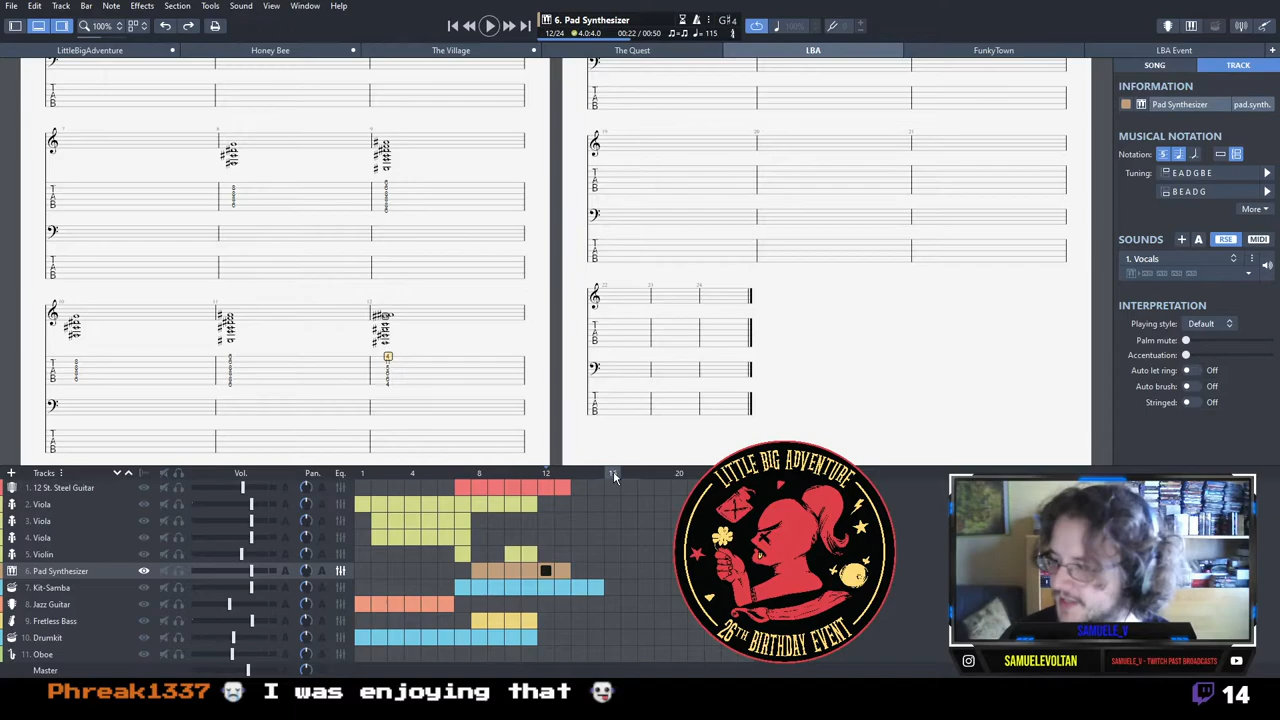 File Edit Track Bar Note Effects Section Tools Sound View Window Help
100%
6. Pad Synthesizer
12/24 4.0:4.0 00:22 / 00:50 = 115
LittleBigAdventure Honey Bee The Village The Quest LBA FunkyTown LBA Event
SONG TRACK
INFORMATION
Pad Synthesizer pad.synth.
MUSICAL NOTATION
Notation:
Tuning: E A D G B E
B E A D G
More
SOUNDS RSE MIDI
1. Vocals
INTERPRETATION
Playing style: Default
Palm mute:
Accentuation:
Auto let ring: Off
Auto brush: Off
Stringed: Off
Tracks Vol. Pan. Eq. 1 4 8 12 20
1. 12 St. Steel Guitar
2. Viola
3. Viola
4. Viola
5. Violin
6. Pad Synthesizer
7. Kit-Samba
8. Jazz Guitar
9. Fretless Bass
10. Drumkit
11. Oboe
Master
LITTLE BIG ADVENTURE
26TH BIRTHDAY EVENT
SAMUELE_V
SAMUELEVOLTAN
SAMUELE_V - TWITCH PAST BROADCASTS
Phreak1337 I was enjoying that
14